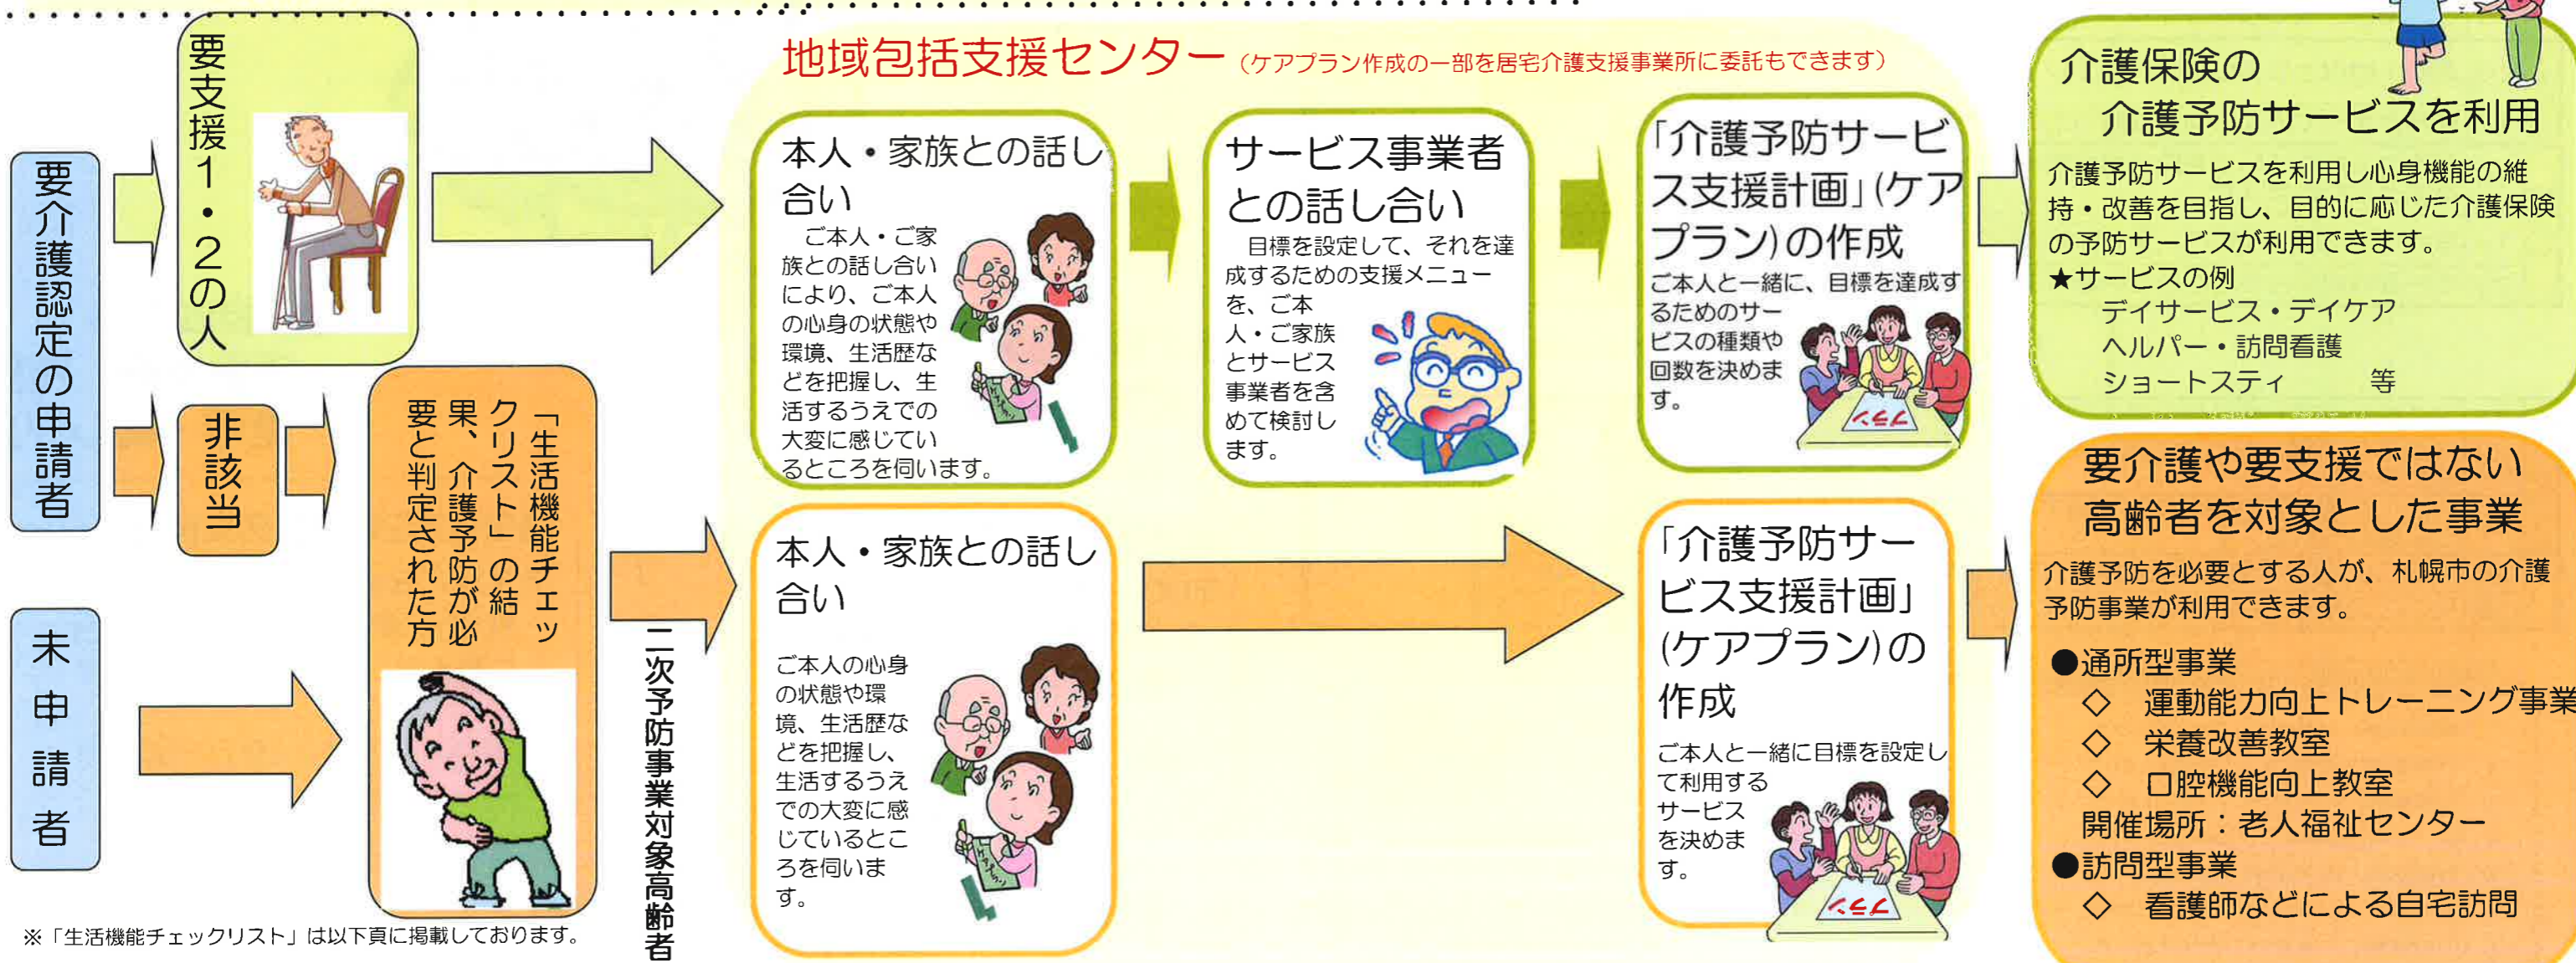 地域包括支援センター（ケアプラン作成の一部を居宅介護支援事業所に委託もできます）
要介護認定の申請者
要支援1・2の人
非該当
未申請者
「生活機能チェッ
クリスト」の結
果、介護予防が必
要と判定された方
※「生活機能チェックリスト」は以下頁に掲載しております。
二次予防事業対象高齢者
本人・家族との話し
合い
ご本人・ご家
族との話し合い
により、ご本人
の心身の状態や
環境、生活歴な
どを把握し、生
活するうえでの
大変に感じてい
るところを伺います。
ケアプラン
サービス事業者
との話し合い
目標を設定して、それを達
成するための支援メニュー
を、ご本
人・ご家族
とサービス
事業者を含
めて検討し
ます。
「介護予防サービ
ス支援計画」(ケア
プラン)の作成
ご本人と一緒に、目標を達成す
るためのサー
ビスの種類や
回数を決めま
す。
プラン
介護保険の
介護予防サービスを利用
介護予防サービスを利用し心身機能の維
持・改善を目指し、目的に応じた介護保険
の予防サービスが利用できます。
★サービスの例
デイサービス・デイケア
ヘルパー・訪問看護
ショートスティ　　等
本人・家族との話し
合い
ご本人の心身
の状態や環
境、生活歴な
どを把握し、
生活するうえ
での大変に感
じているとこ
ろを伺いま
す。
ケアプラン
「介護予防サー
ビス支援計画」
(ケアプラン)の
作成
ご本人と一緒に目標を設定し
て利用する
サービス
を決めま
す。
プラン
要介護や要支援ではない
高齢者を対象とした事業
介護予防を必要とする人が、札幌市の介護
予防事業が利用できます。
●通所型事業
◇　運動能力向上トレーニング事業
◇　栄養改善教室
◇　口腔機能向上教室
開催場所：老人福祉センター
●訪問型事業
◇　看護師などによる自宅訪問